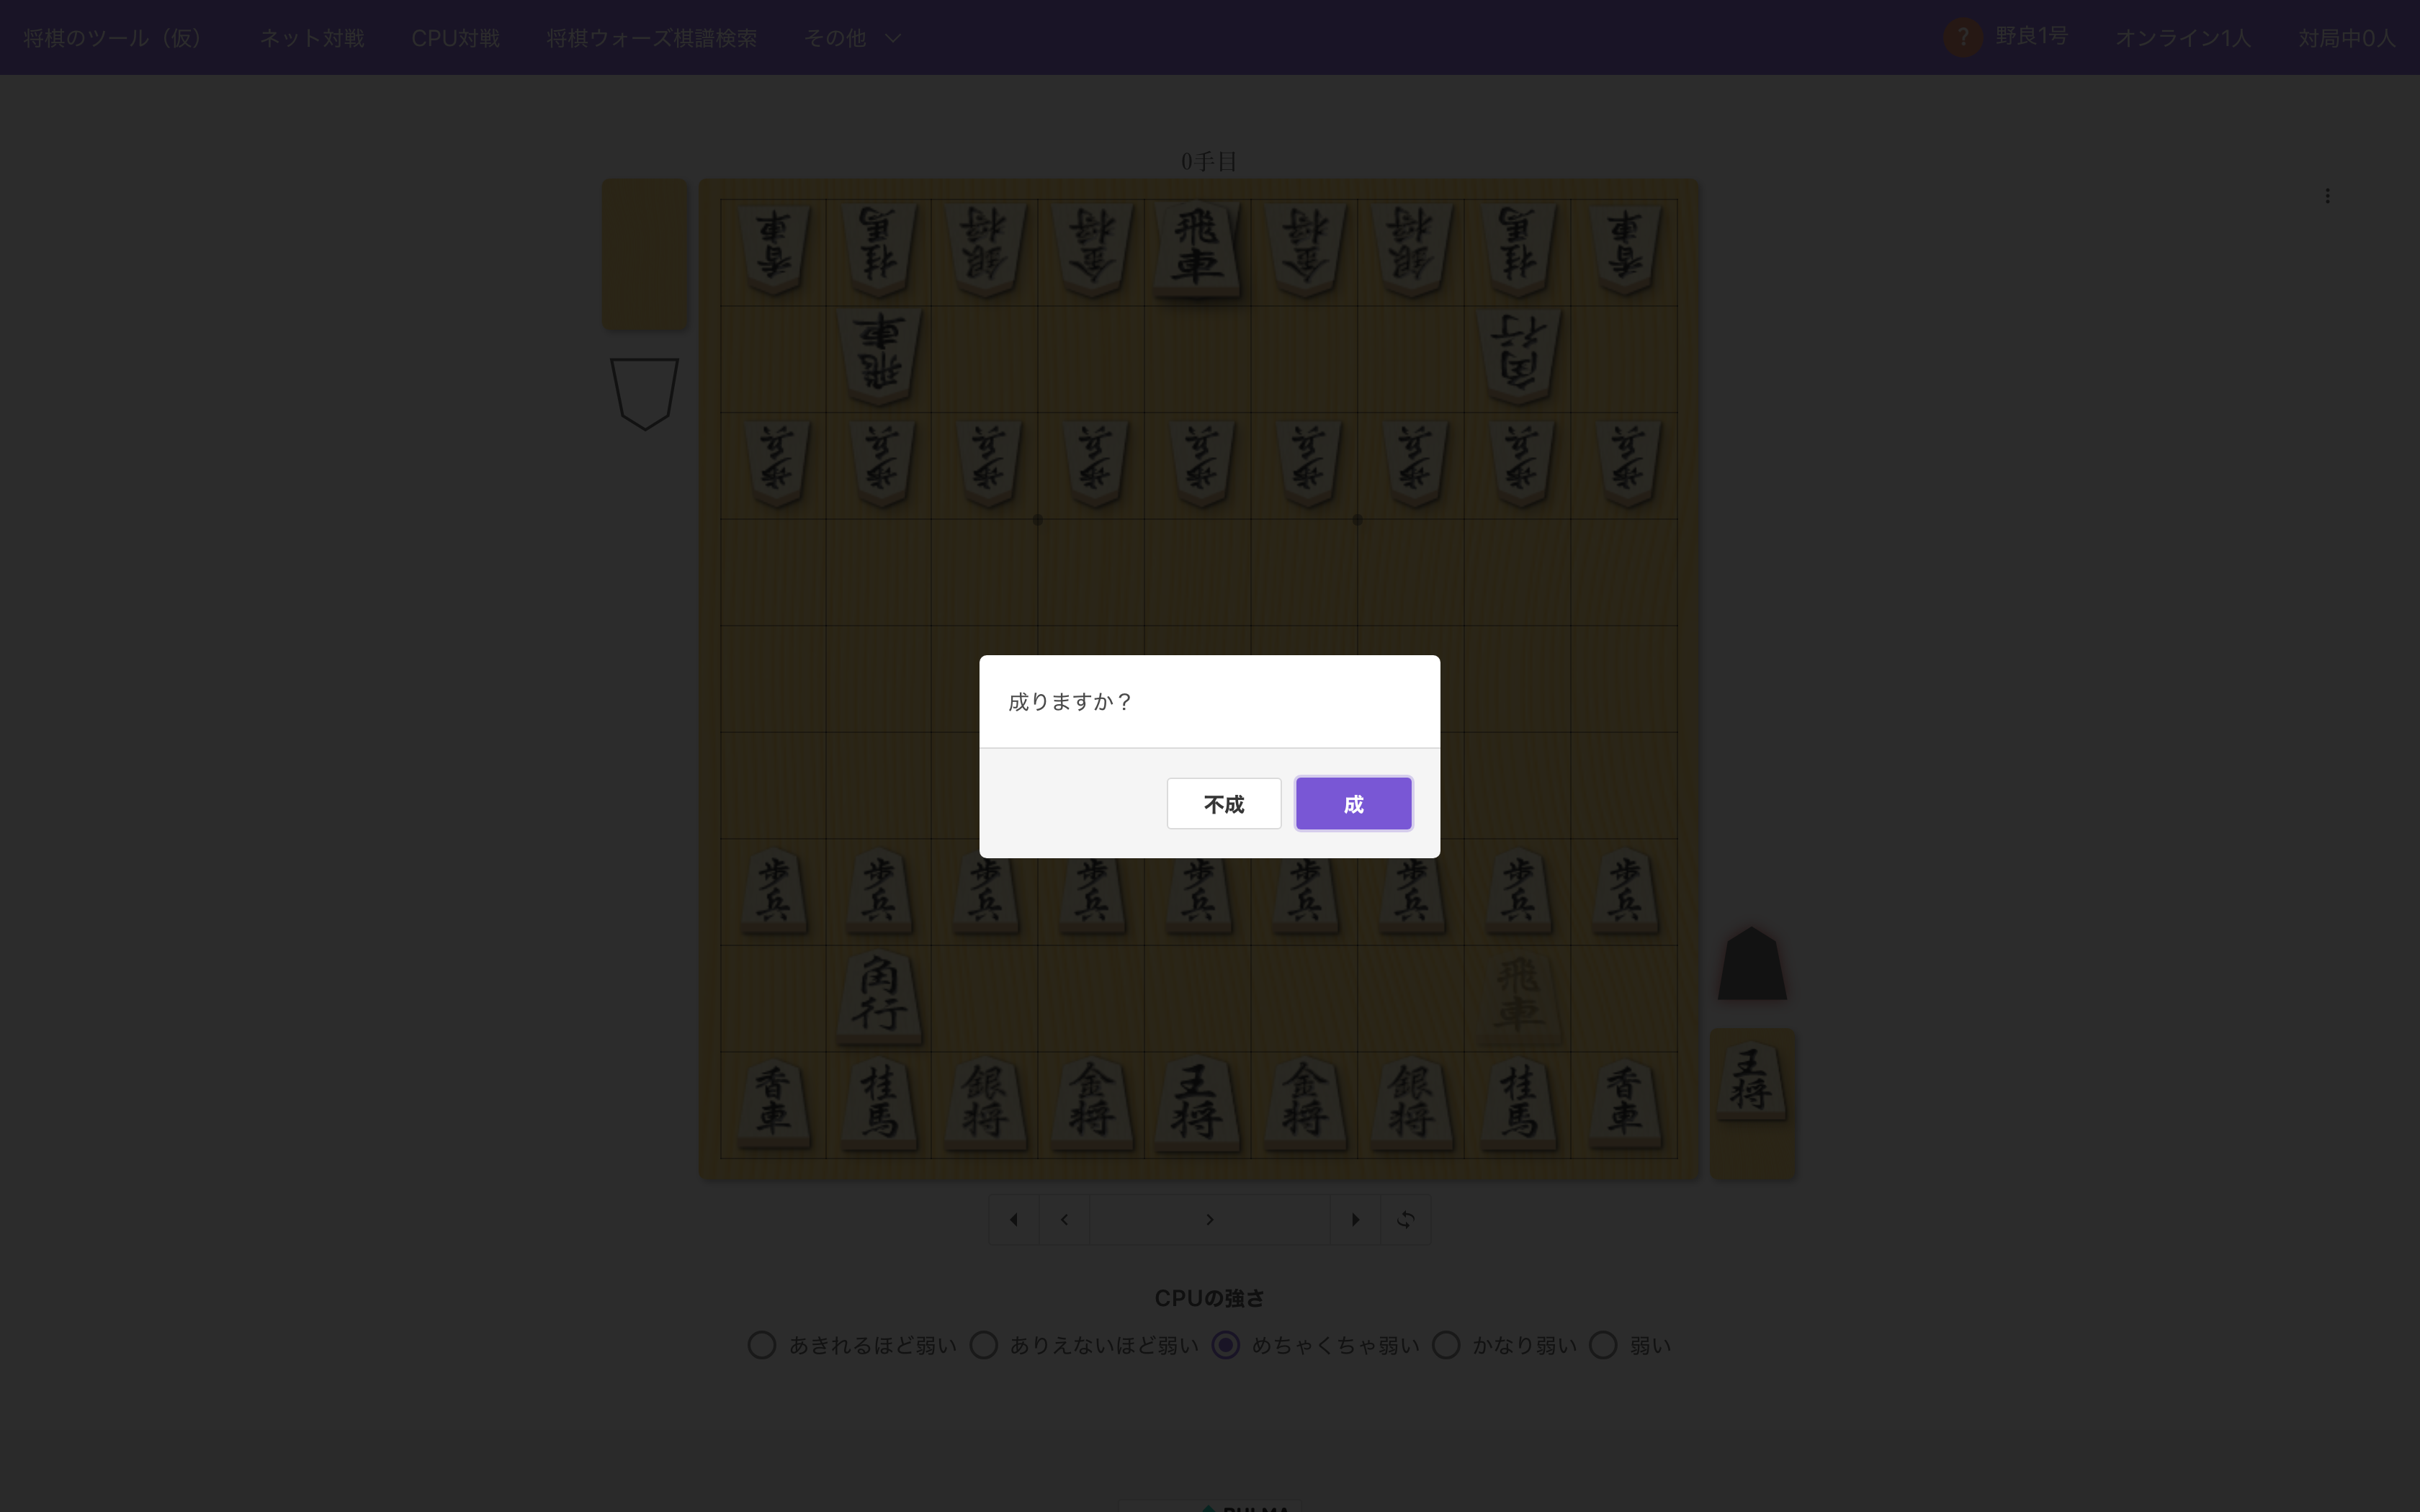 将棋のツール（仮） ネット対戦 CPU対戦 将棋ウォーズ棋譜検索 その他 ? 野良1号 オンライン1人 対局中0人
0手目
香車 桂馬 銀将 金将 飛車 金将 銀将 桂馬 香車
飛車 角行
歩兵 歩兵 歩兵 歩兵 歩兵 歩兵 歩兵 歩兵 歩兵
成りますか？
不成 成
歩兵 歩兵 歩兵 歩兵 歩兵 歩兵 歩兵 歩兵 歩兵
角行 飛車
香車 桂馬 銀将 金将 王将 金将 銀将 桂馬 香車
王将
CPUの強さ
あきれるほど弱い ありえないほど弱い めちゃくちゃ弱い かなり弱い 弱い